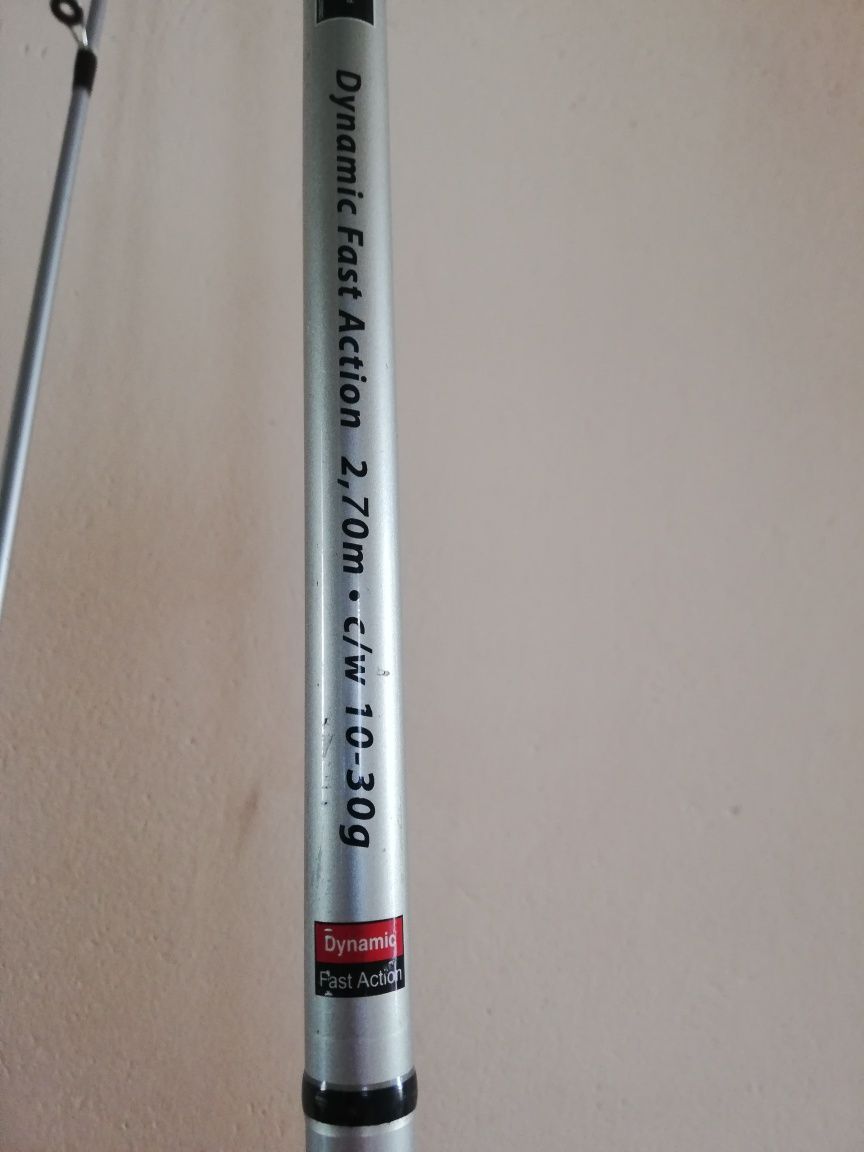 Dynamic Fast Action 2,70m • c/w 10-30g
Dynamic
Fast Action